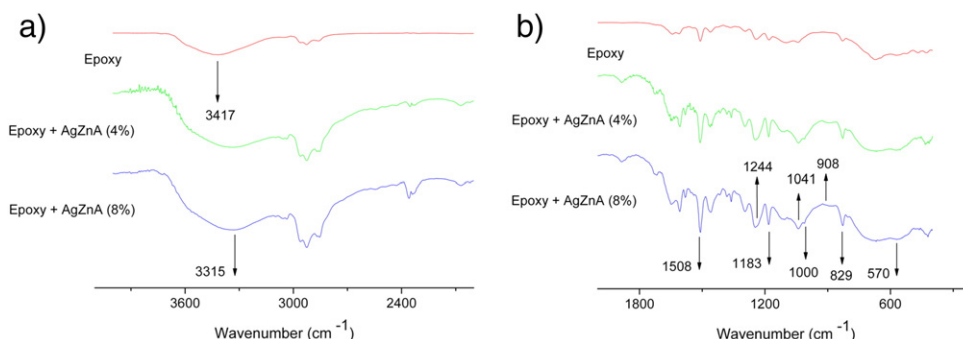 a)
Epoxy
3417
Epoxy + AgZnA (4%)
Epoxy + AgZnA (8%)
3315
3600
3000
2400
Wavenumber (cm -1)
b)
Epoxy
Epoxy + AgZnA (4%)
1244
1041
908
Epoxy + AgZnA (8%)
1508
1183
1000
829
570
1800
1200
600
Wavenumber (cm -1)